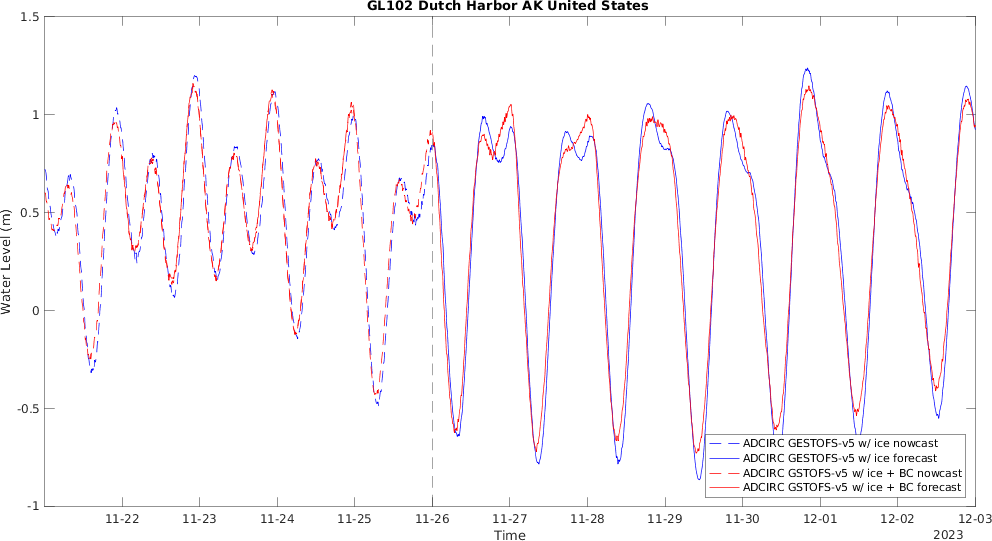 GL102 Dutch Harbor AK United States
1.5
1
0.5
0
-0.5
-1
Water Level (m)
ADCIRC GESTOFS-v5 w/ ice nowcast
ADCIRC GESTOFS-v5 w/ ice forecast
ADCIRC GSTOFS-v5 w/ ice + BC nowcast
ADCIRC GSTOFS-v5 w/ ice + BC forecast
11-22 11-23 11-24 11-25 11-26 11-27 11-28 11-29 11-30 12-01 12-02 12-03
Time
2023